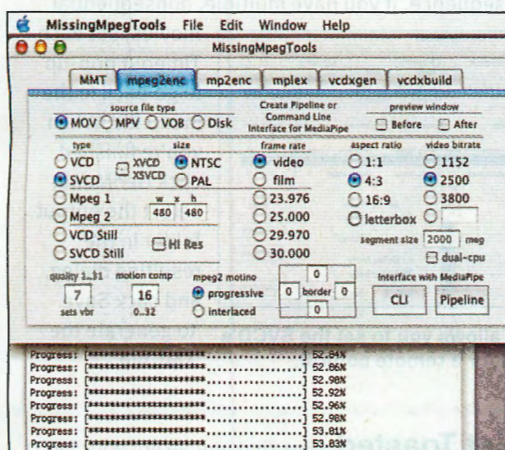 MissingMpegTools File Edit Window Help
MissingMpegTools
MMT mpeg2enc mp2enc mplex vcdxgen vcdxbuild
source file type
MOV MPV VOB Disk
Create Pipeline or
Command Line
Interface for MediaPipe
preview window
Before After
type size frame rate aspect ratio video bitrate
VCD XVCD NTSC video 1:1 1152
SVCD XSVCD PAL film 4:3 2500
Mpeg 1 w x h 23.976 16:9 3800
Mpeg 2 480 480 25.000 letterbox
VCD Still Hi Res 29.970 segment size 2000 meg
SVCD Still 30.000 dual-cpu
quality 1..31 motion comp mpeg2 motino 0 Interface with MediaPipe
7 16 progressive 0 border 0 CLI Pipeline
sets vbr 0..32 interlaced 0
Progress: [**********************..................] 52.84%
Progress: [**********************..................] 52.86%
Progress: [**********************..................] 52.90%
Progress: [**********************..................] 52.92%
Progress: [**********************..................] 52.96%
Progress: [**********************..................] 52.98%
Progress: [**********************..................] 53.01%
Progress: [**********************..................] 53.03%